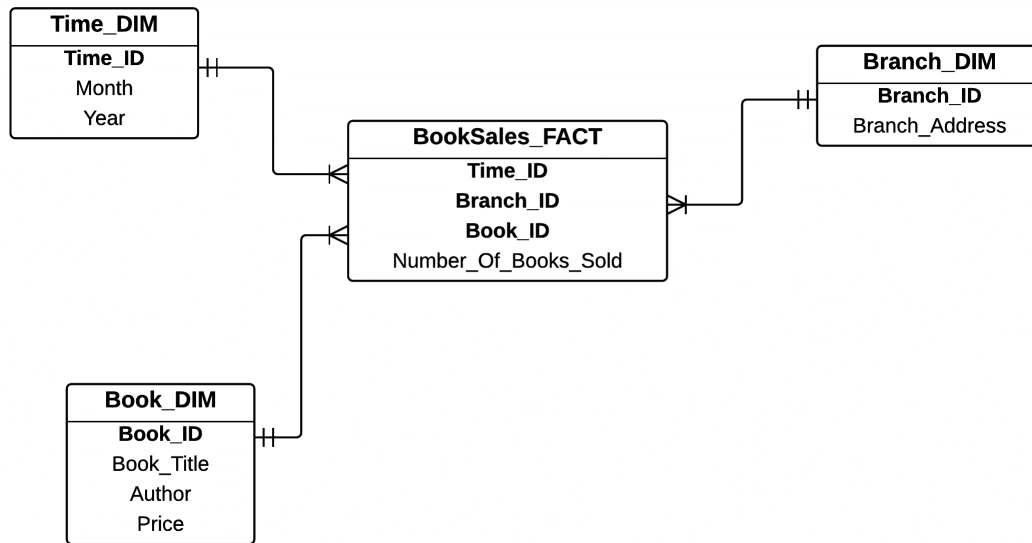 Time_DIM
Time_ID
Month
Year
Branch_DIM
Branch_ID
Branch_Address
BookSales_FACT
Time_ID
Branch_ID
Book_ID
Number_Of_Books_Sold
Book_DIM
Book_ID
Book_Title
Author
Price